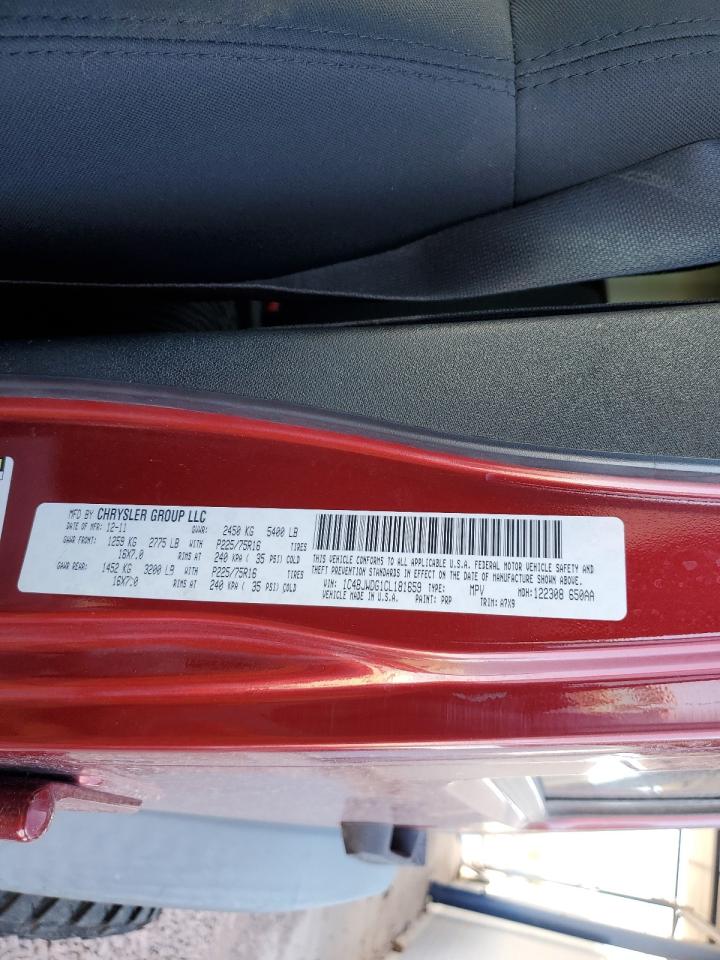 MFD BY CHRYSLER GROUP LLC
DATE OF MFR: 12-11 GVWR: 2450 KG 5400 LB
GAWR FRONT: 1259 KG 2775 LB WITH P225/75R16 TIRES
16X7.0 RIMS AT 240 KPA ( 35 PSI) COLD
GAWR REAR: 1452 KG 3200 LB WITH P225/75R16 TIRES
16X7.0 RIMS AT 240 KPA ( 35 PSI) COLD
THIS VEHICLE CONFORMS TO ALL APPLICABLE U.S.A. FEDERAL MOTOR VEHICLE SAFETY AND
THEFT PREVENTION STANDARDS IN EFFECT ON THE DATE OF MANUFACTURE SHOWN ABOVE.
VIN: 1C4BJWDG1CL181659 TYPE: MPV MDH: 122308 650AA
VEHICLE MADE IN U.S.A. PAINT: PRP TRIM: A7X9